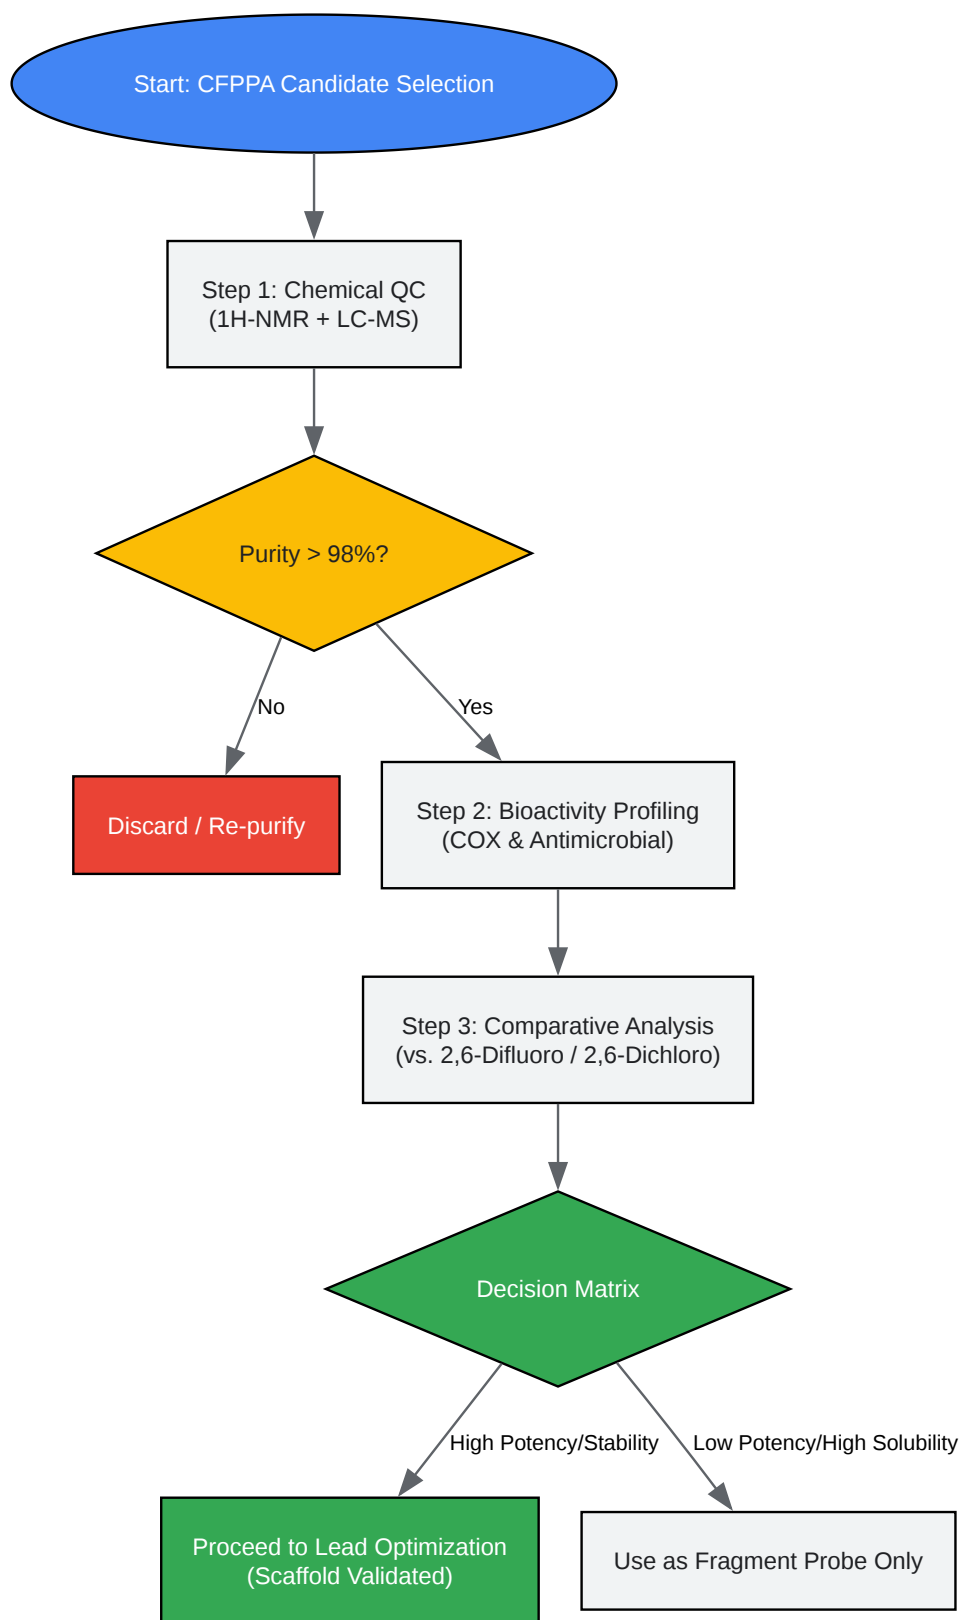 Start: CFPPA Candidate Selection
Step 1: Chemical QC
(1H-NMR + LC-MS)
Purity > 98%?
No
Yes
Discard / Re-purify
Step 2: Bioactivity Profiling
(COX & Antimicrobial)
Step 3: Comparative Analysis
(vs. 2,6-Difluoro / 2,6-Dichloro)
Decision Matrix
High Potency/Stability
Low Potency/High Solubility
Proceed to Lead Optimization
(Scaffold Validated)
Use as Fragment Probe Only